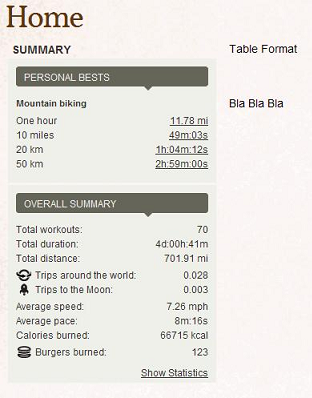 Home
SUMMARY Table Format
PERSONAL BESTS
Mountain biking Bla Bla Bla
One hour 11.78 mi
10 miles 49m:03s
20 km 1h:04m:12s
50 km 2h:59m:00s
OVERALL SUMMARY
Total workouts: 70
Total duration: 4d:00h:41m
Total distance: 701.91 mi
Trips around the world: 0.028
Trips to the Moon: 0.003
Average speed: 7.26 mph
Average pace: 8m:16s
Calories burned: 66715 kcal
Burgers burned: 123
Show Statistics